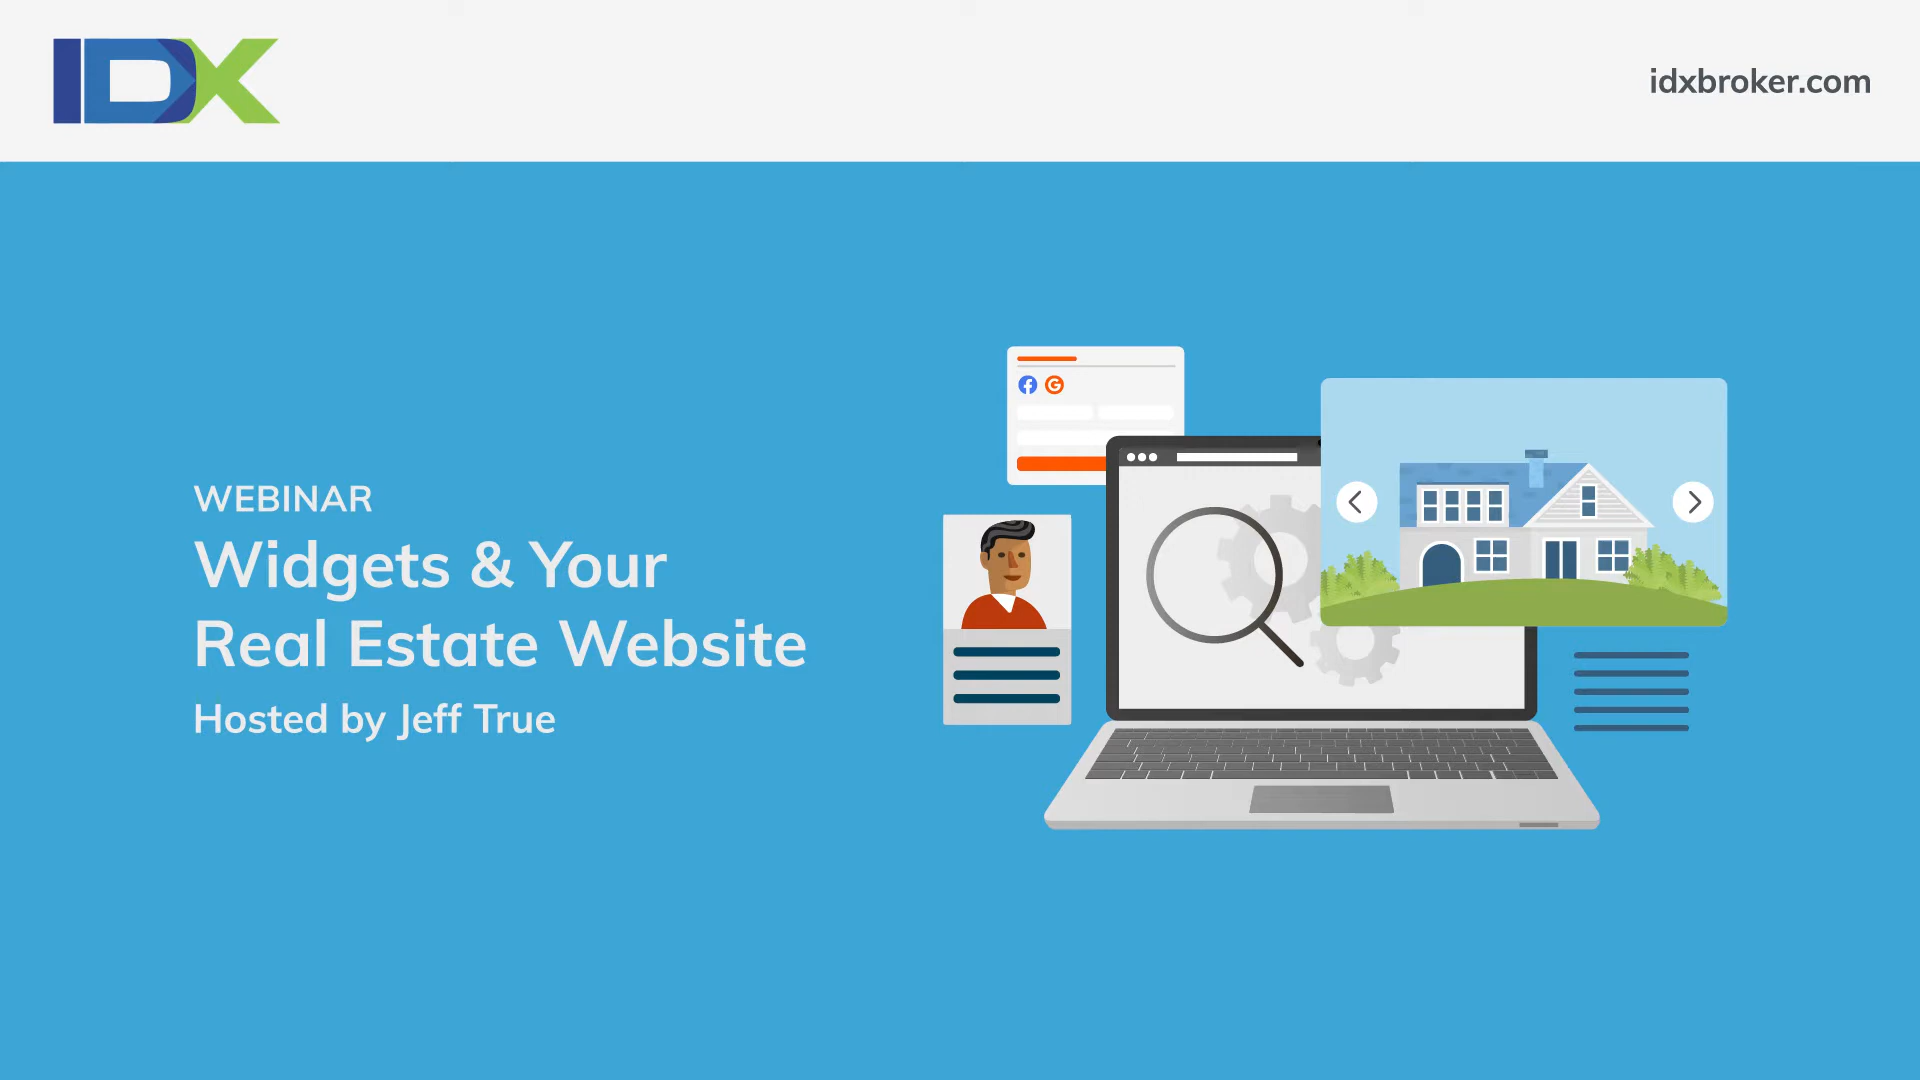 IDX
idxbroker.com
WEBINAR
Widgets & Your
Real Estate Website
Hosted by Jeff True